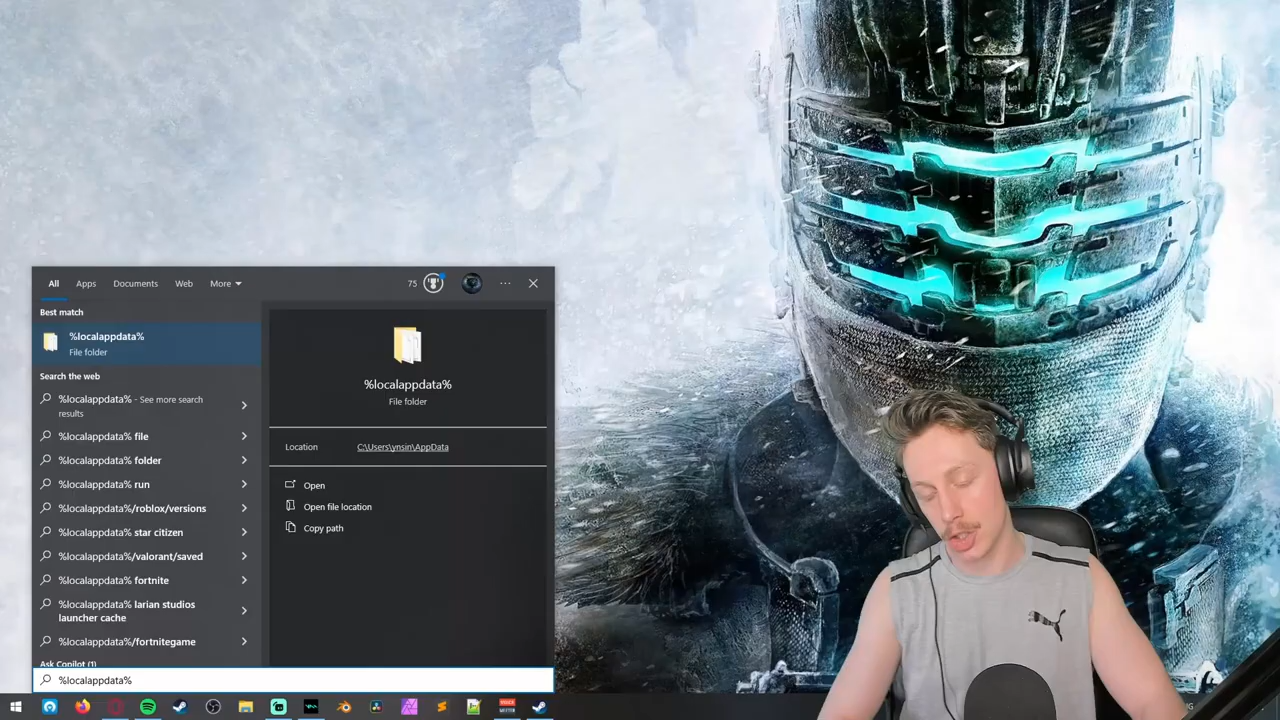 All Apps Documents Web More 75 ...
Best match
%localappdata%
File folder
Search the web
%localappdata% - See more search
results
%localappdata% file
%localappdata% folder
%localappdata% run
%localappdata%/roblox/versions
%localappdata% star citizen
%localappdata%/valorant/saved
%localappdata% fortnite
%localappdata% larian studios
launcher cache
%localappdata%/fortnitegame
Ask Copilot (1)
%localappdata%
File folder
Location C:\Users\ynsin\AppData
Open
Open file location
Copy path
%localappdata%